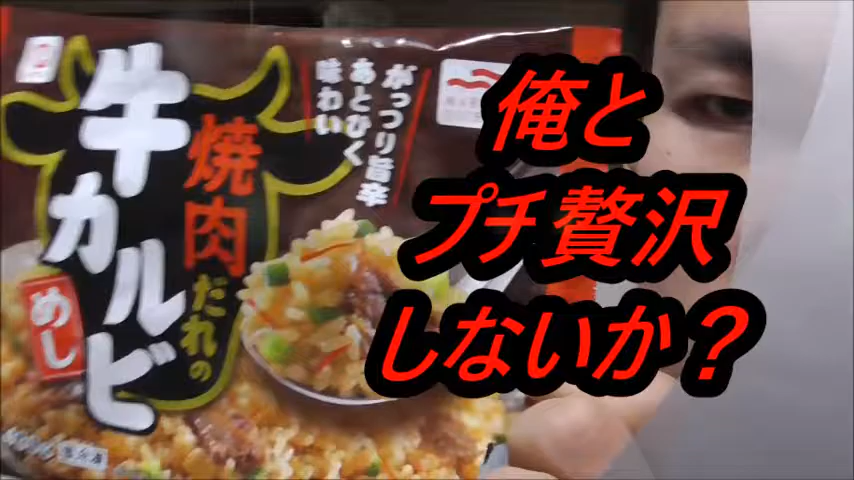 がっつり旨辛
あとひく
味わい
焼肉だれの
牛カルビ
めし
俺と
プチ贅沢
しないか？